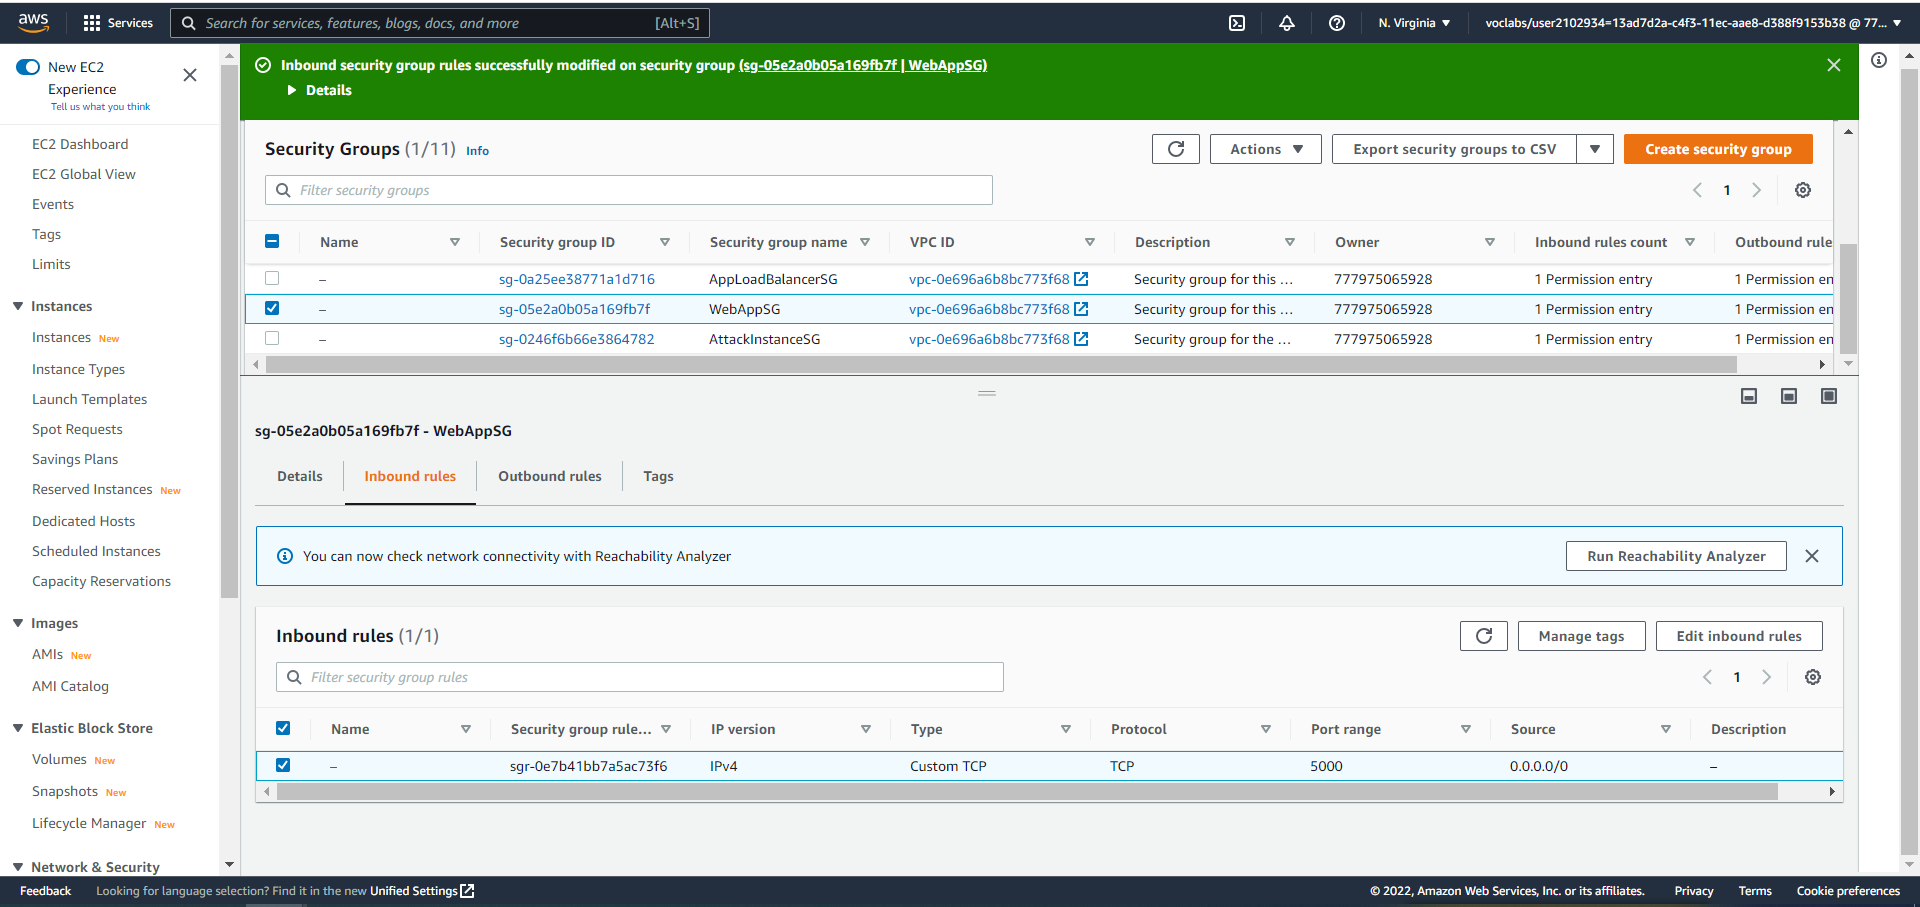 aws
Services
Search for services, features, blogs, docs, and more
[Alt+S]
N. Virginia
voclabs/user2102934=13ad7d2a-c4f3-11ec-aae8-d388f9153b38 @ 77...
New EC2
Experience
Tell us what you think
EC2 Dashboard
EC2 Global View
Events
Tags
Limits
Instances
Instances New
Instance Types
Launch Templates
Spot Requests
Savings Plans
Reserved Instances New
Dedicated Hosts
Scheduled Instances
Capacity Reservations
Images
AMIs New
AMI Catalog
Elastic Block Store
Volumes New
Snapshots New
Lifecycle Manager New
Network & Security
Inbound security group rules successfully modified on security group (sg-05e2a0b05a169fb7f | WebAppSG)
Details
Security Groups (1/11) Info
Actions
Export security groups to CSV
Create security group
Filter security groups
1
Name Security group ID Security group name VPC ID Description Owner Inbound rules count Outbound rule
– sg-0a25ee38771a1d716 AppLoadBalancerSG vpc-0e696a6b8bc773f68 Security group for this ... 777975065928 1 Permission entry 1 Permission en
– sg-05e2a0b05a169fb7f WebAppSG vpc-0e696a6b8bc773f68 Security group for this ... 777975065928 1 Permission entry 1 Permission en
– sg-0246f6b66e3864782 AttackInstanceSG vpc-0e696a6b8bc773f68 Security group for the ... 777975065928 1 Permission entry 1 Permission en
sg-05e2a0b05a169fb7f - WebAppSG
Details Inbound rules Outbound rules Tags
You can now check network connectivity with Reachability Analyzer
Run Reachability Analyzer
Inbound rules (1/1)
Manage tags
Edit inbound rules
Filter security group rules
1
Name Security group rule... IP version Type Protocol Port range Source Description
– sgr-0e7b41bb7a5ac73f6 IPv4 Custom TCP TCP 5000 0.0.0.0/0 –
Feedback
Looking for language selection? Find it in the new Unified Settings
© 2022, Amazon Web Services, Inc. or its affiliates.
Privacy
Terms
Cookie preferences